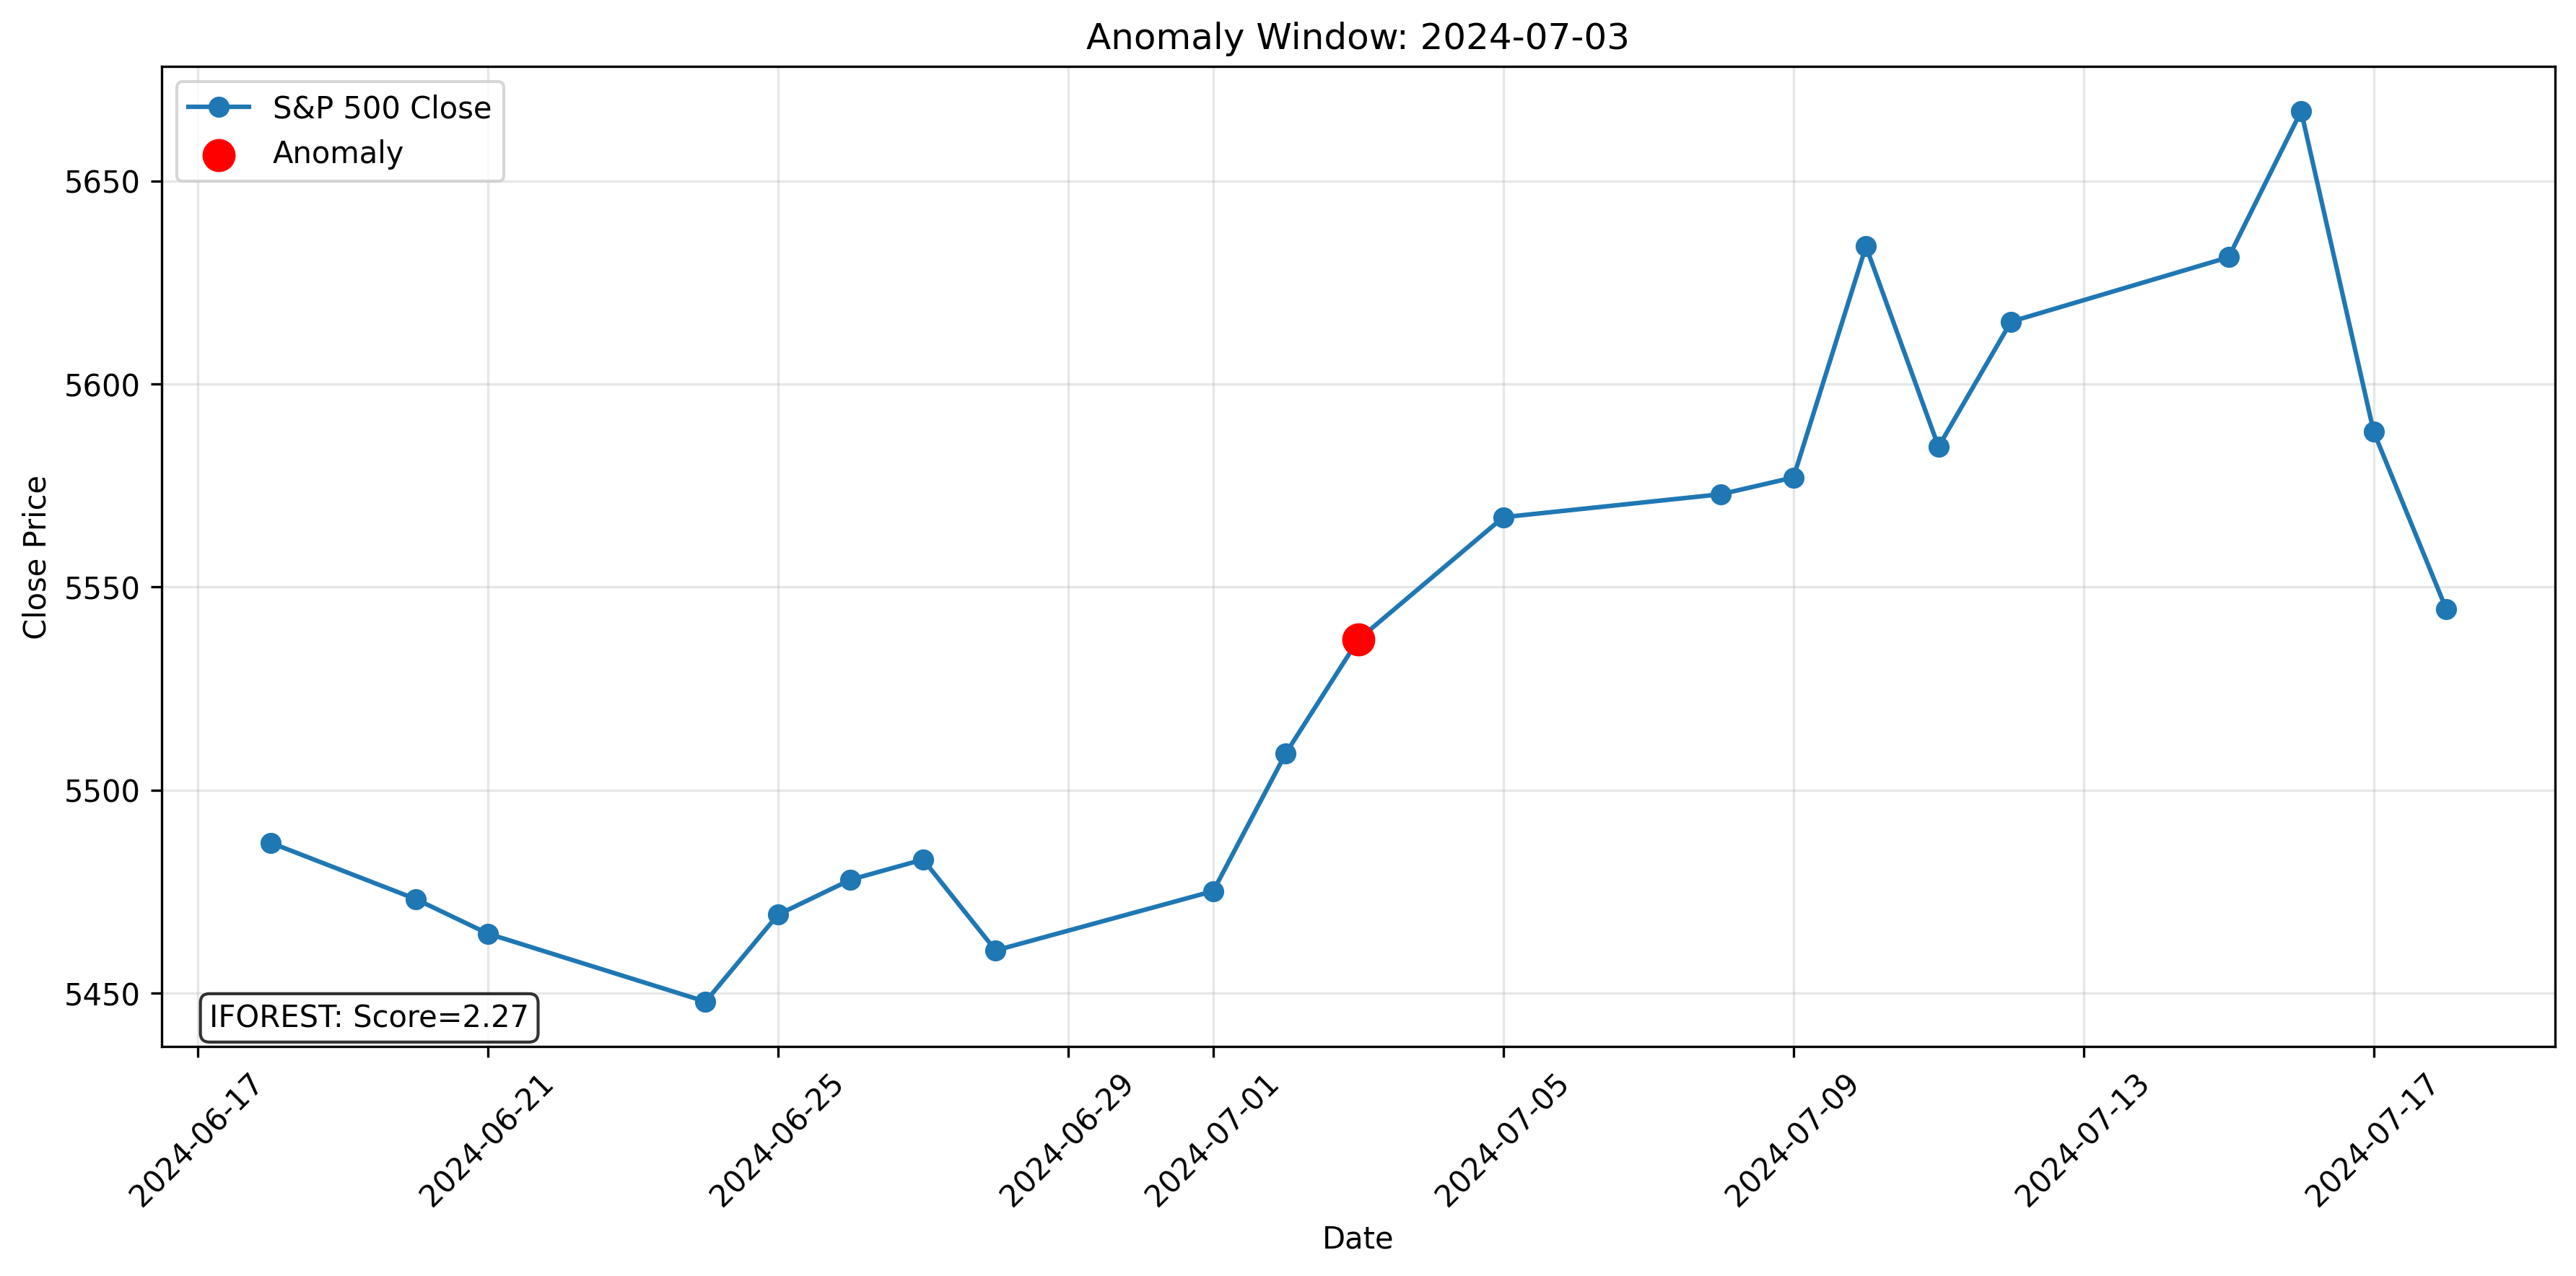 Anomaly Window: 2024-07-03
S&P 500 Close
Anomaly
Close Price
5650
5600
5550
5500
5450
IFOREST: Score=2.27
2024-06-17
2024-06-21
2024-06-25
2024-06-29
2024-07-01
2024-07-05
2024-07-09
2024-07-13
2024-07-17
Date